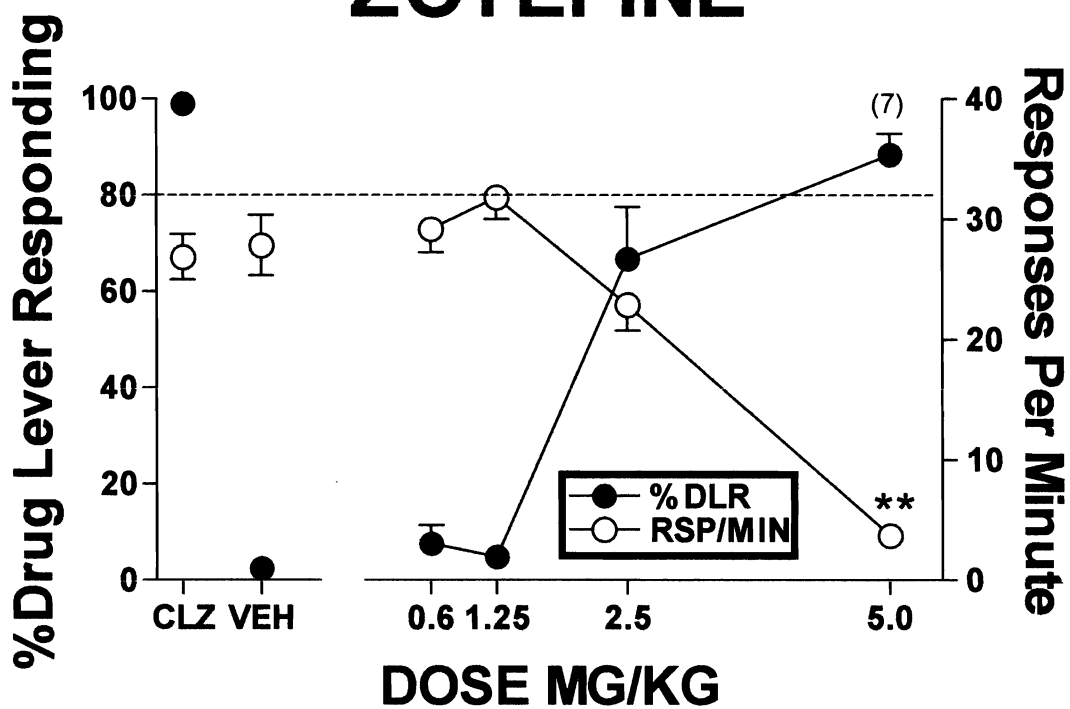 ZOTEPINE
%Drug Lever Responding
Responses Per Minute
100
80
60
40
20
0
40
30
20
10
0
(7)
**
%DLR
RSP/MIN
CLZ VEH
0.6 1.25 2.5 5.0
DOSE MG/KG